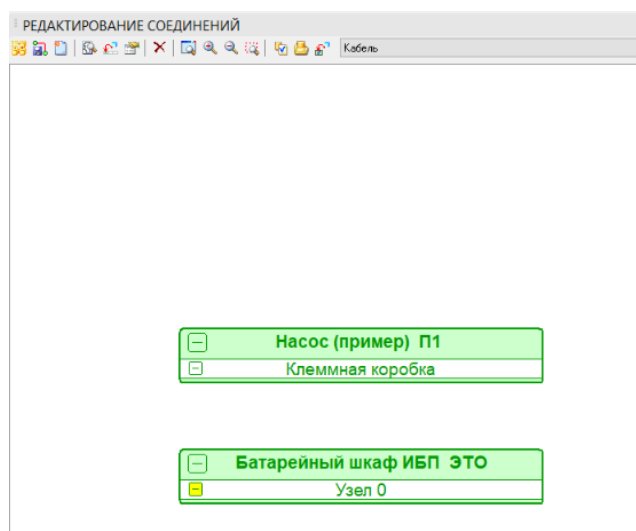 РЕДАКТИРОВАНИЕ СОЕДИНЕНИЙ
Кабель
Насос (пример) П1
Клеммная коробка
Батарейный шкаф ИБП ЭТО
Узел 0